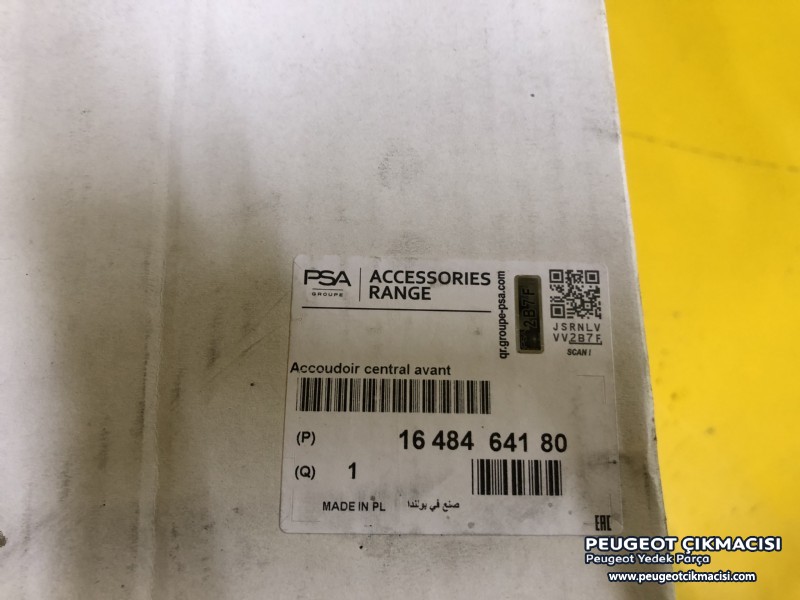 PSA
GROUPE
ACCESSORIES
RANGE
qr.groupe-psa.com
2B7F
JSRNLV
VV2B7F
SCAN !
Accoudoir central avant
(P) 16 484 641 80
(Q) 1
MADE IN PL صنع في بولندا
EAC
PEUGEOT ÇIKMACISI
Peugeot Yedek Parça
www.peugeotcikmacisi.com